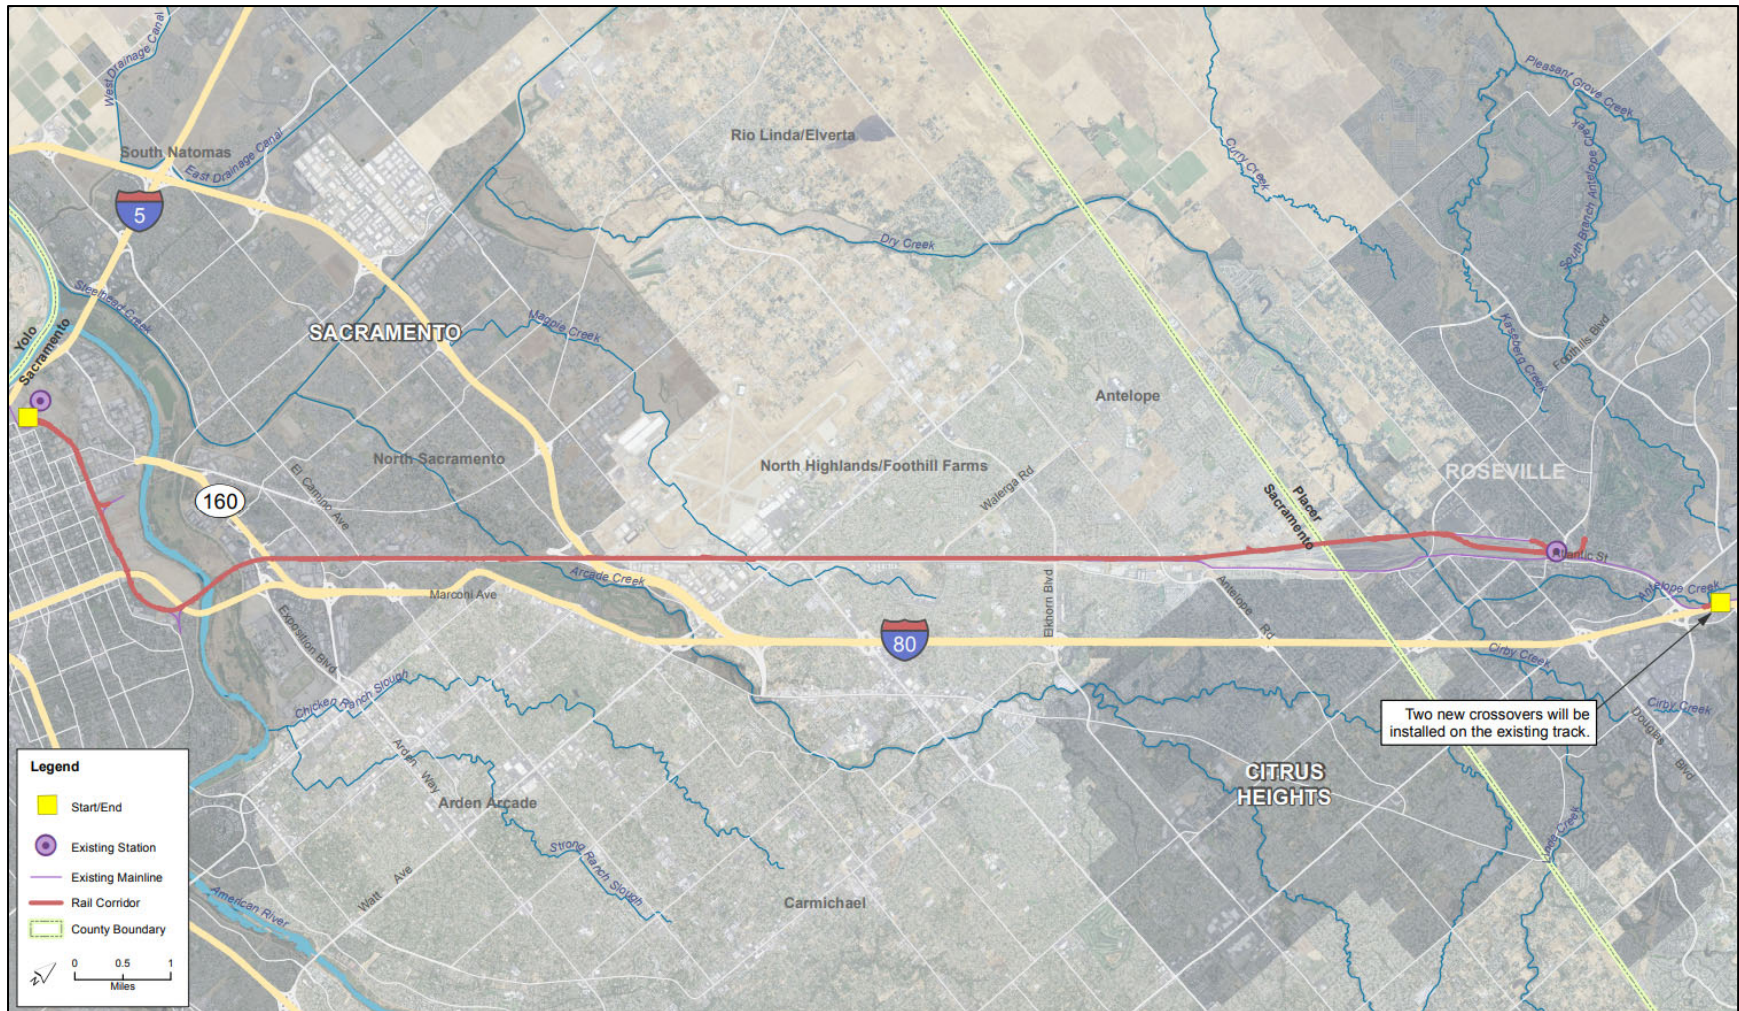 West Drainage Canal
South Natomas
East Drainage Canal
5
Rio Linda/Elverta
Pleasant Grove Creek
South Branch Antelope Creek
Curry Creek
Dry Creek
Steelhead Creek
Yolo
Sacramento
SACRAMENTO
Magpie Creek
Kaseberg Creek
Foothills Blvd
Antelope
North Sacramento
El Camino Ave
160
North Highlands/Foothill Farms
Walerga Rd
Placer
Sacramento
ROSEVILLE
Atlantic St
Arcade Creek
Marconi Ave
Exposition Blvd
Elkhorn Blvd
Antelope
Rd
Antelope Creek
80
Cirby Creek
Cirby Creek
Douglas
Blvd
Two new crossovers will be
installed on the existing track.
Chicken Ranch Slough
Arden Way
Arden Arcade
Strong Ranch Slough
Watt Ave
Carmichael
American River
CITRUS
HEIGHTS
Linda Creek
Legend
Start/End
Existing Station
Existing Mainline
Rail Corridor
County Boundary
N
0 0.5 1
Miles